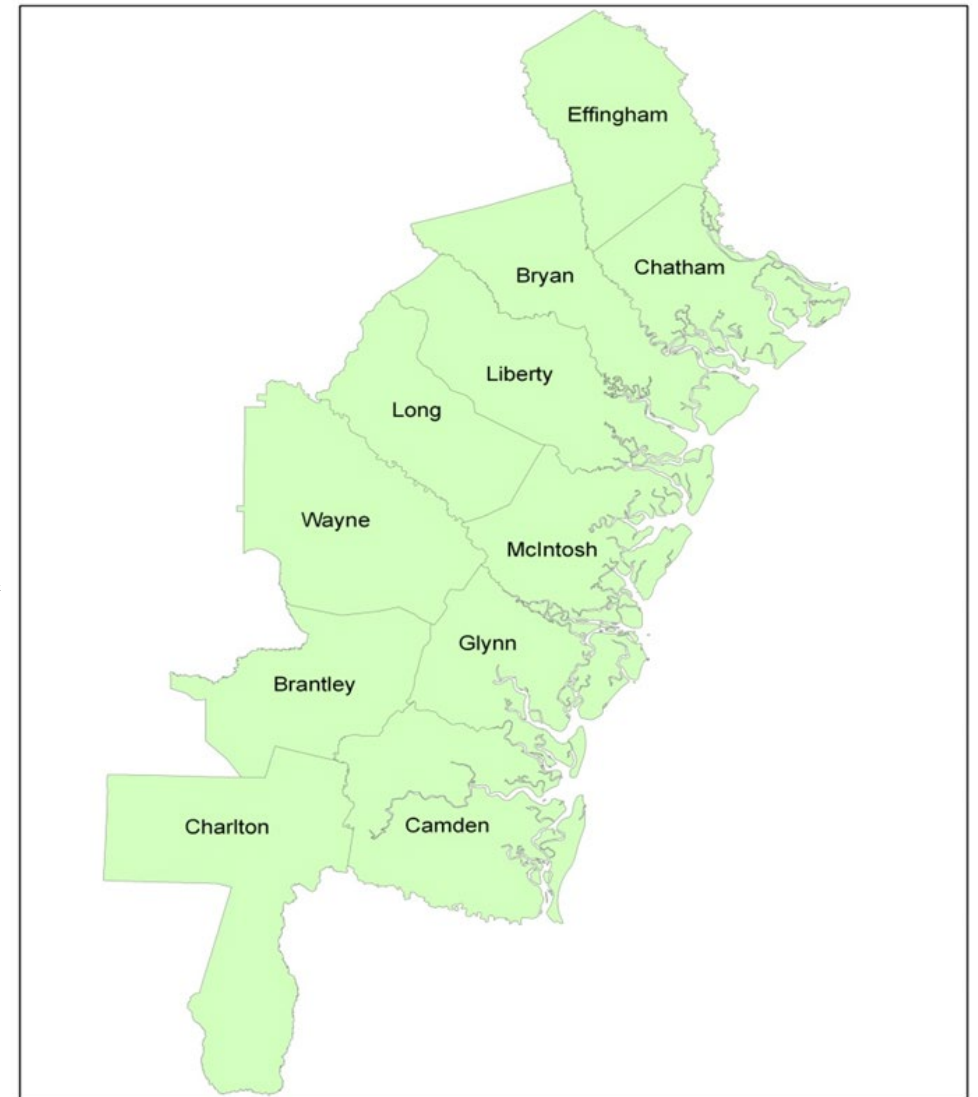 Effingham
Chatham
Bryan
Liberty
Long
Wayne
McIntosh
Glynn
Brantley
Charlton
Camden